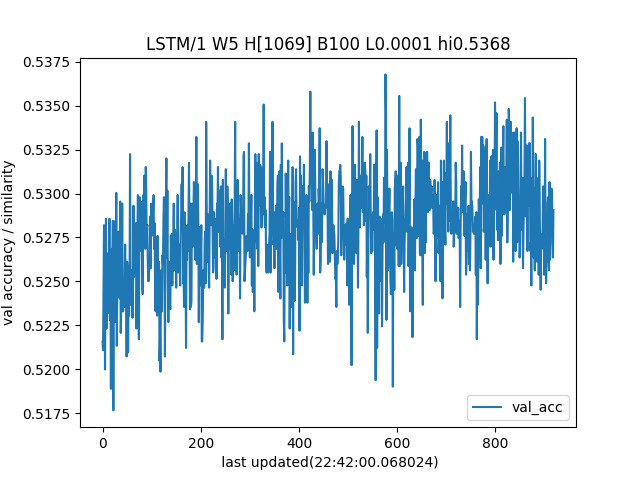 LSTM/1 W5 H[1069] B100 L0.0001 hi0.5368
val accuracy / similarity
0.5375
0.5350
0.5325
0.5300
0.5275
0.5250
0.5225
0.5200
0.5175
val_acc
0 200 400 600 800
last updated(22:42:00.068024)